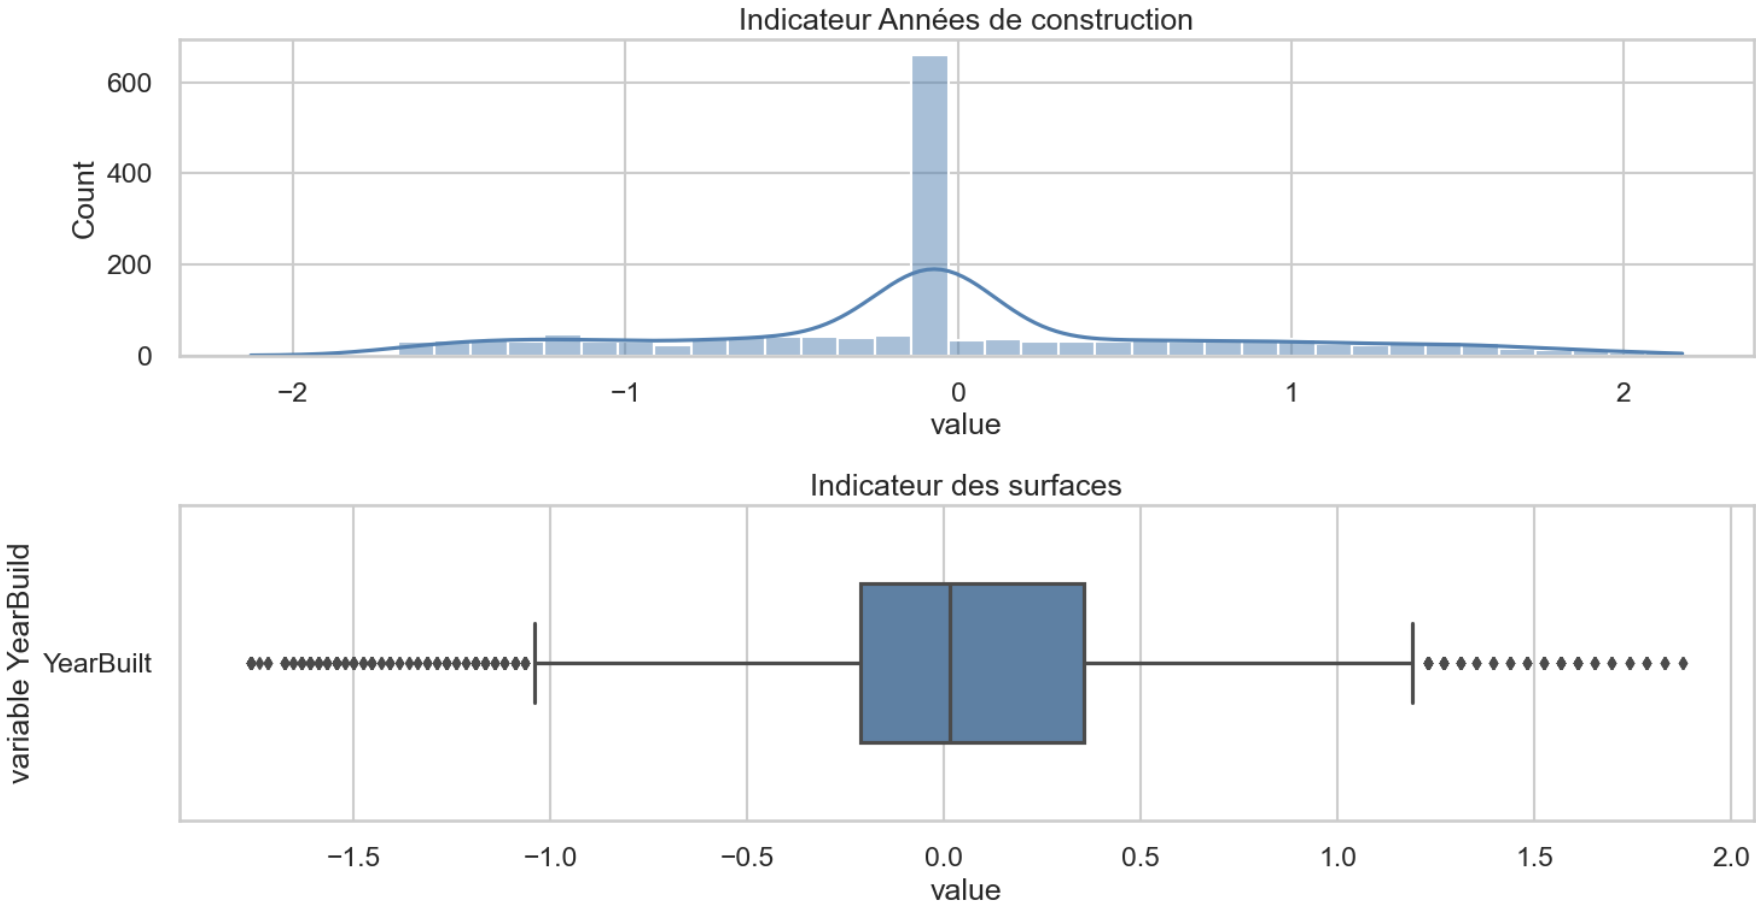 Indicateur Années de construction
Count
600
400
200
0
−2 −1 0 1 2
value
Indicateur des surfaces
variable YearBuild
YearBuilt
−1.5 −1.0 −0.5 0.0 0.5 1.0 1.5 2.0
value